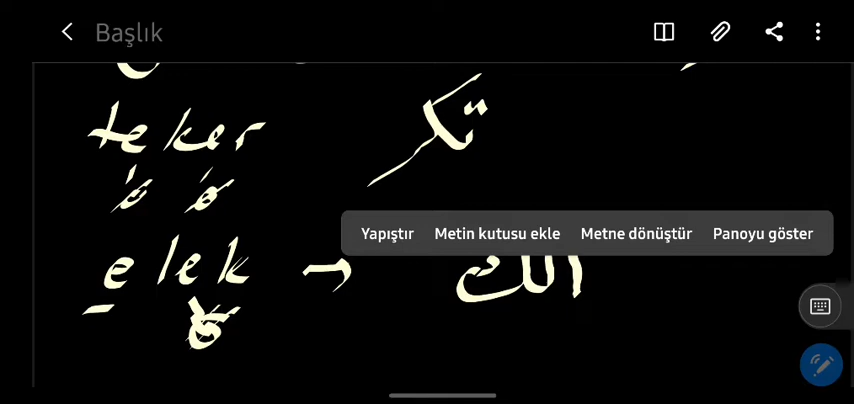 Başlık
teker تكر
Yapıştır Metin kutusu ekle Metne dönüştür Panoyu göster
elek → الك